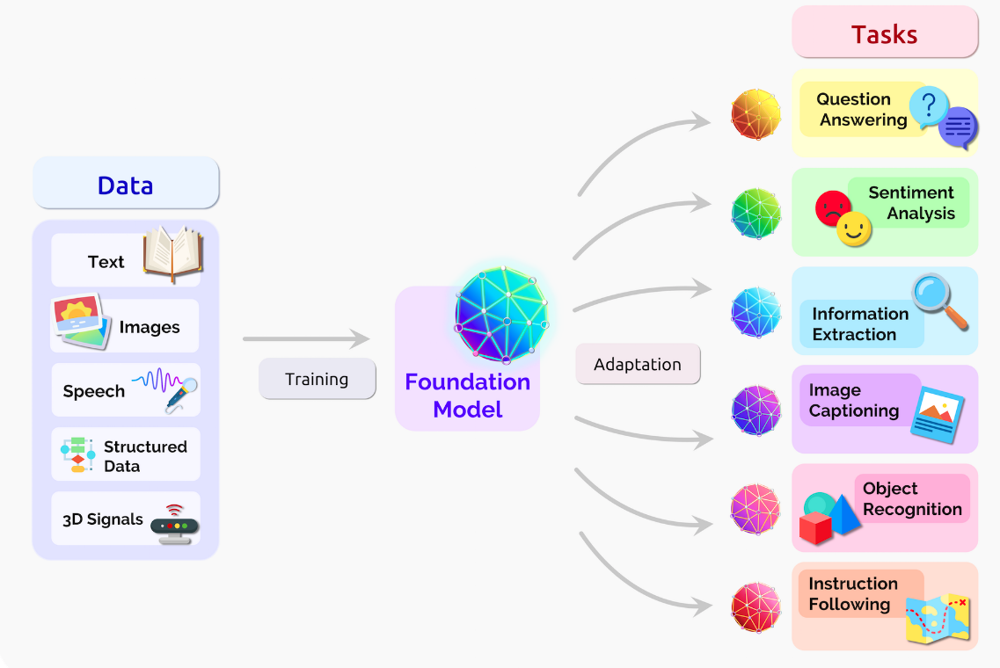 Data
Text
Images
Speech
Structured
Data
3D Signals
Training
Foundation
Model
Adaptation
Tasks
Question
Answering
?
Sentiment
Analysis
Information
Extraction
Image
Captioning
Object
Recognition
Instruction
Following